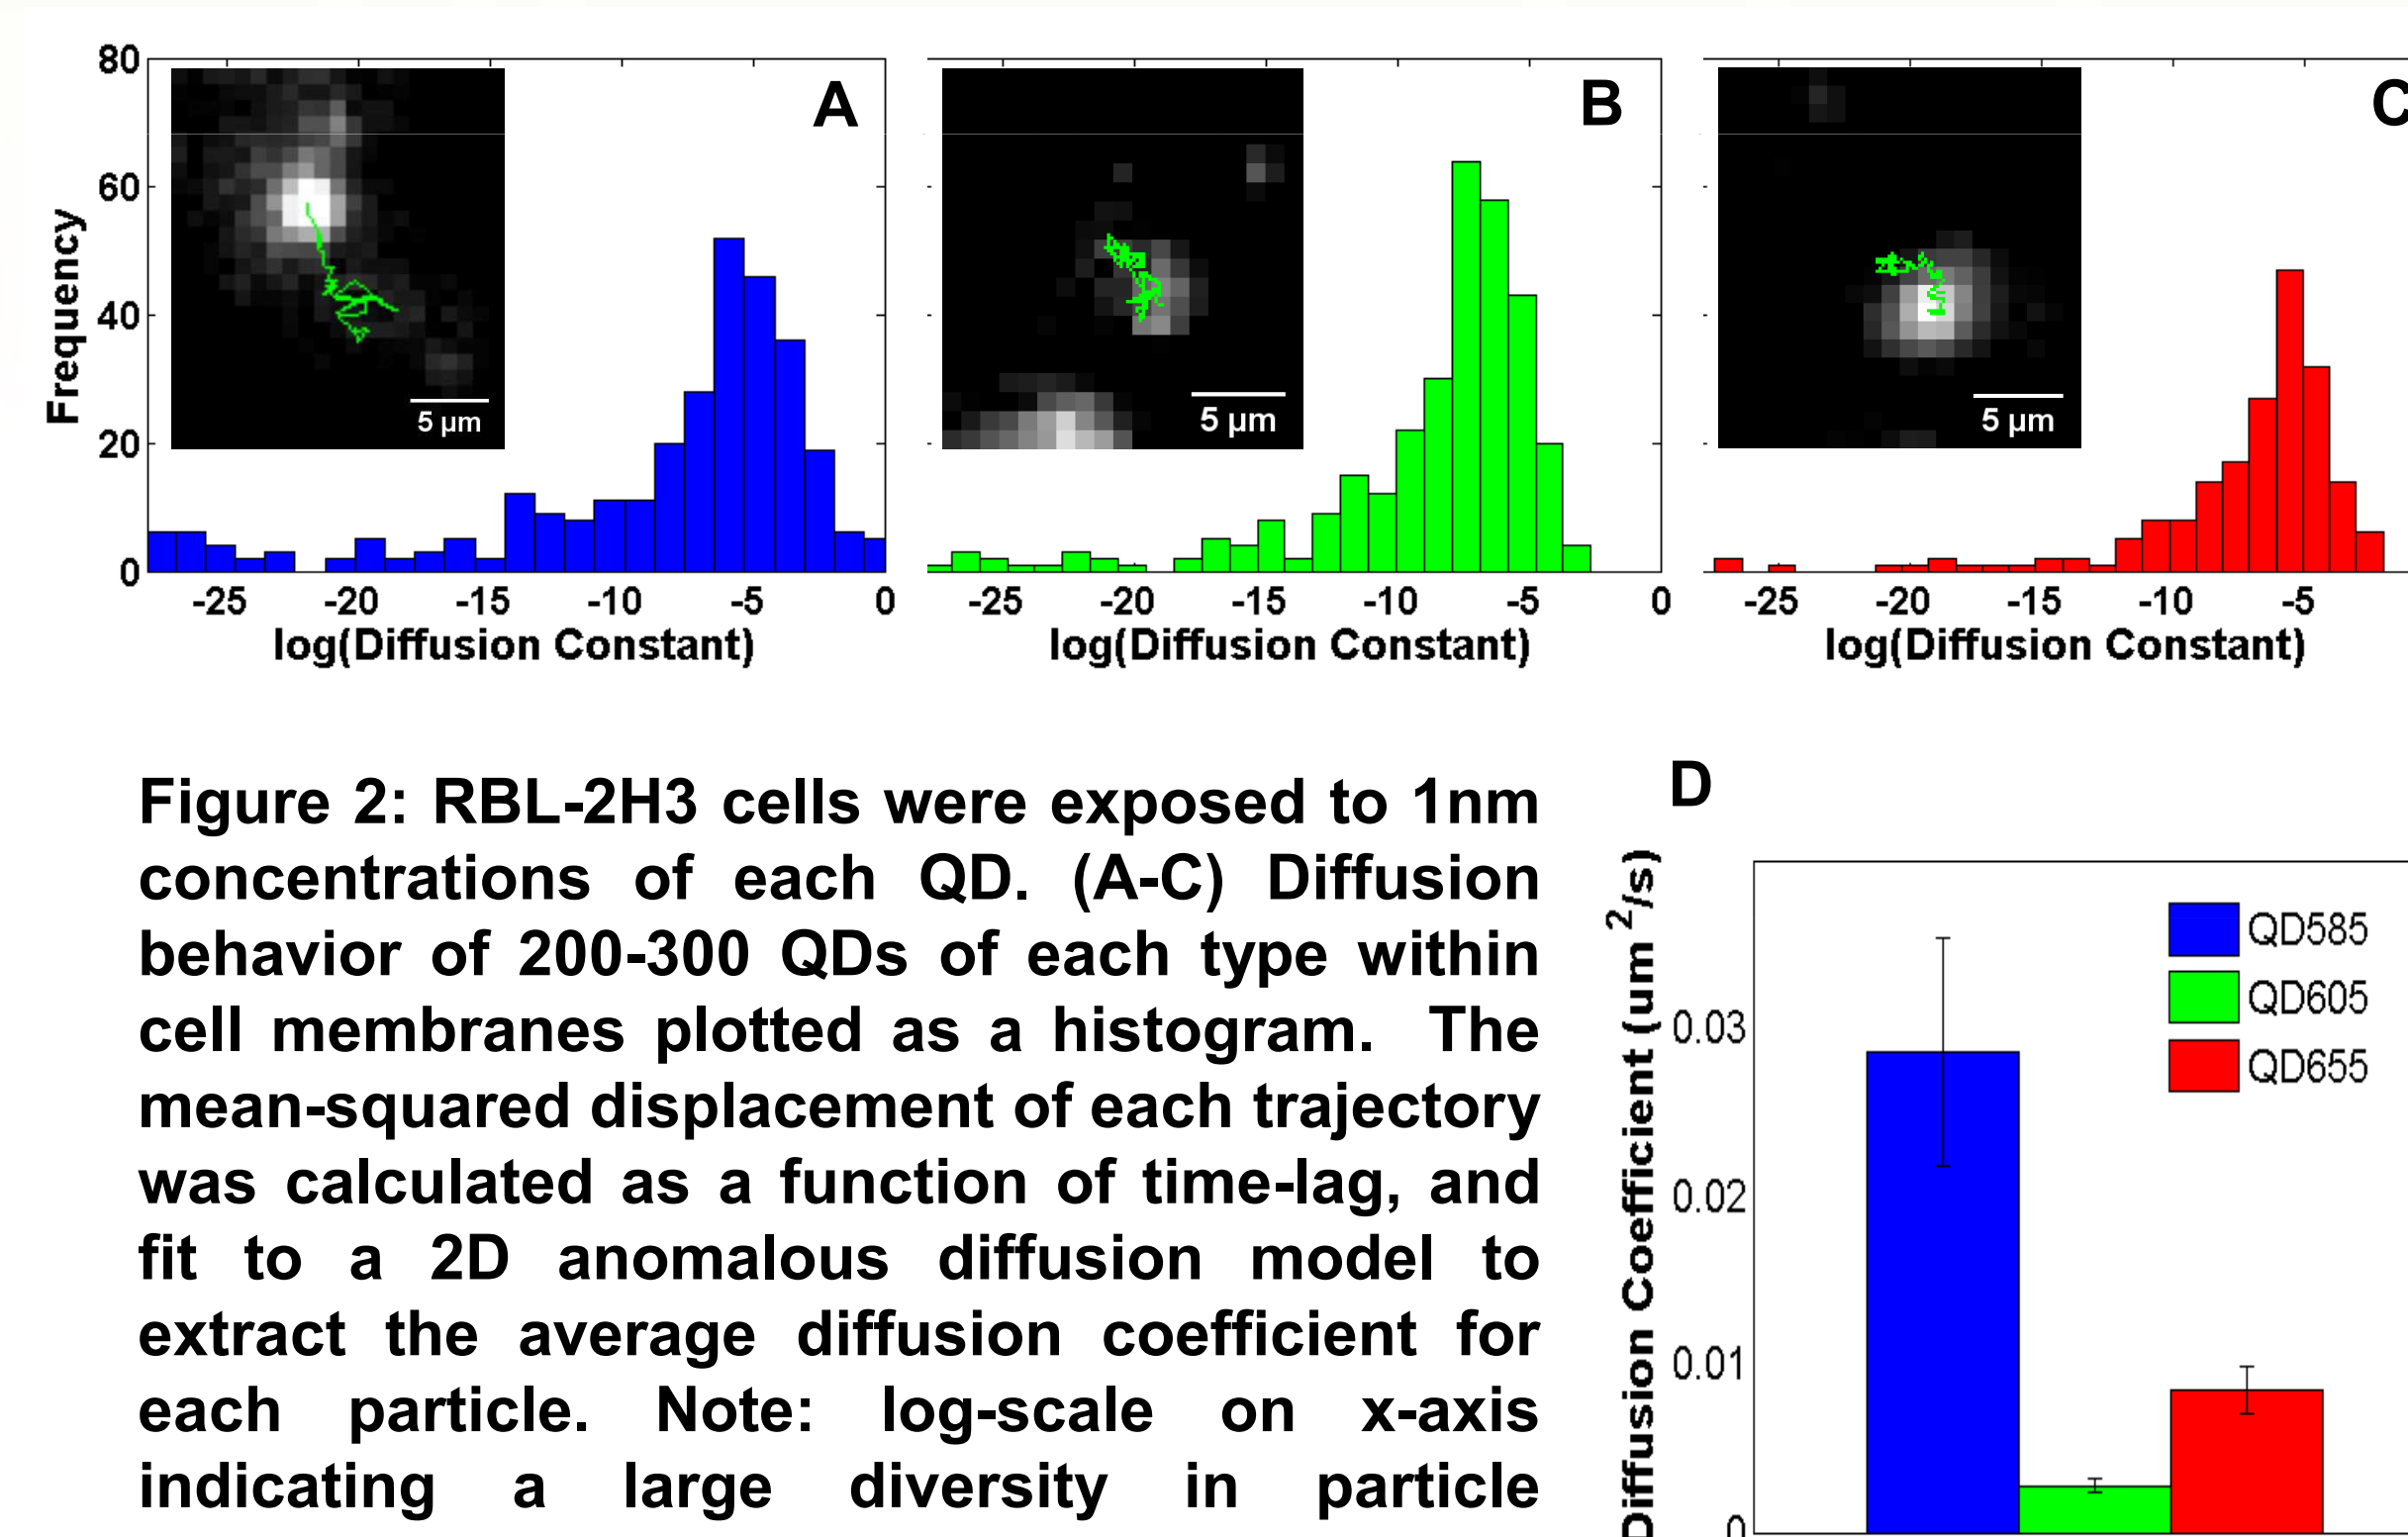 80
60
40
20
0
Frequency
A
5 µm
-25 -20 -15 -10 -5 0
log(Diffusion Constant)
B
5 µm
-25 -20 -15 -10 -5 0
log(Diffusion Constant)
C
5 µm
-25 -20 -15 -10 -5
log(Diffusion Constant)
Figure 2: RBL-2H3 cells were exposed to 1nm
concentrations of each QD. (A-C) Diffusion
behavior of 200-300 QDs of each type within
cell membranes plotted as a histogram. The
mean-squared displacement of each trajectory
was calculated as a function of time-lag, and
fit to a 2D anomalous diffusion model to
extract the average diffusion coefficient for
each particle. Note: log-scale on x-axis
indicating a large diversity in particle
D
Diffusion Coefficient (um ²/s)
0.03
0.02
0.01
0
QD585
QD605
QD655